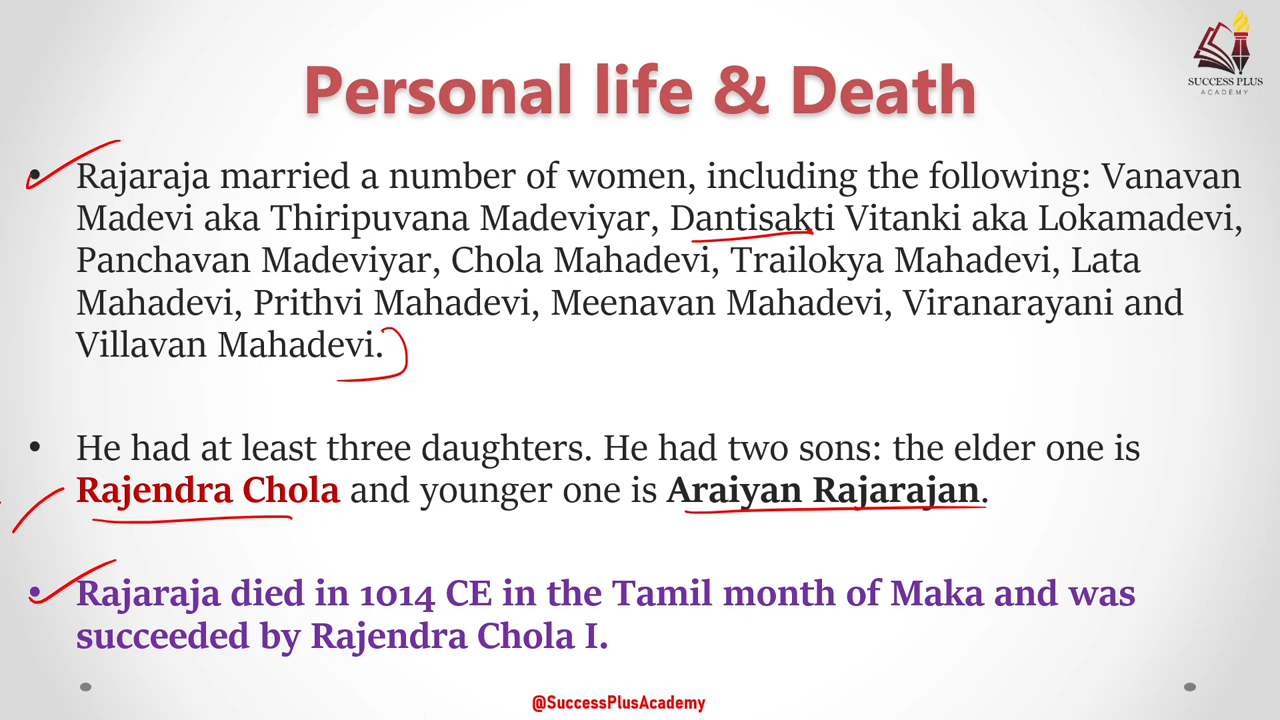 SUCCESS PLUS
ACADEMY
Personal life & Death
• Rajaraja married a number of women, including the following: Vanavan
Madevi aka Thiripuvana Madeviyar, Dantisakti Vitanki aka Lokamadevi,
Panchavan Madeviyar, Chola Mahadevi, Trailokya Mahadevi, Lata
Mahadevi, Prithvi Mahadevi, Meenavan Mahadevi, Viranarayani and
Villavan Mahadevi.
• He had at least three daughters. He had two sons: the elder one is
Rajendra Chola and younger one is Araiyan Rajarajan.
• Rajaraja died in 1014 CE in the Tamil month of Maka and was
succeeded by Rajendra Chola I.
@SuccessPlusAcademy